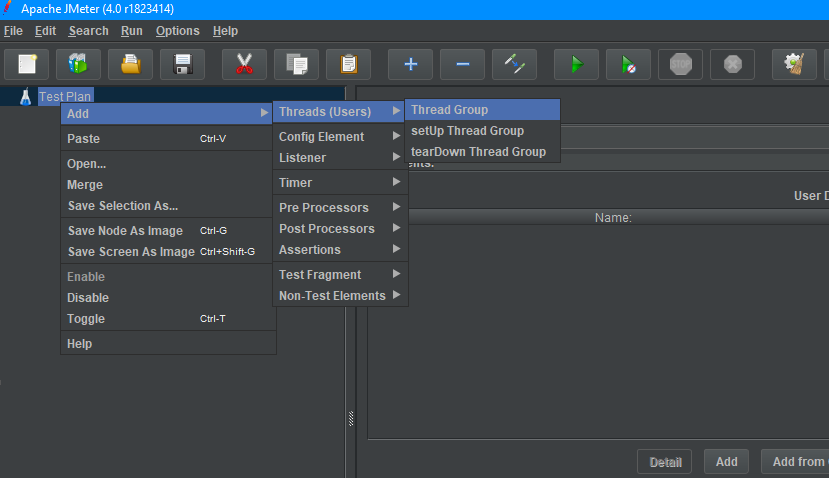 Apache JMeter (4.0 r1823414)
File Edit Search Run Options Help
STOP
Test Plan
Add
Paste Ctrl-V
Open...
Merge
Save Selection As...
Save Node As Image Ctrl-G
Save Screen As Image Ctrl+Shift-G
Enable
Disable
Toggle Ctrl-T
Help
Threads (Users)
Config Element
Listener
Timer
Pre Processors
Post Processors
Assertions
Test Fragment
Non-Test Elements
Thread Group
setUp Thread Group
tearDown Thread Group
User D
Name:
Detail Add Add from